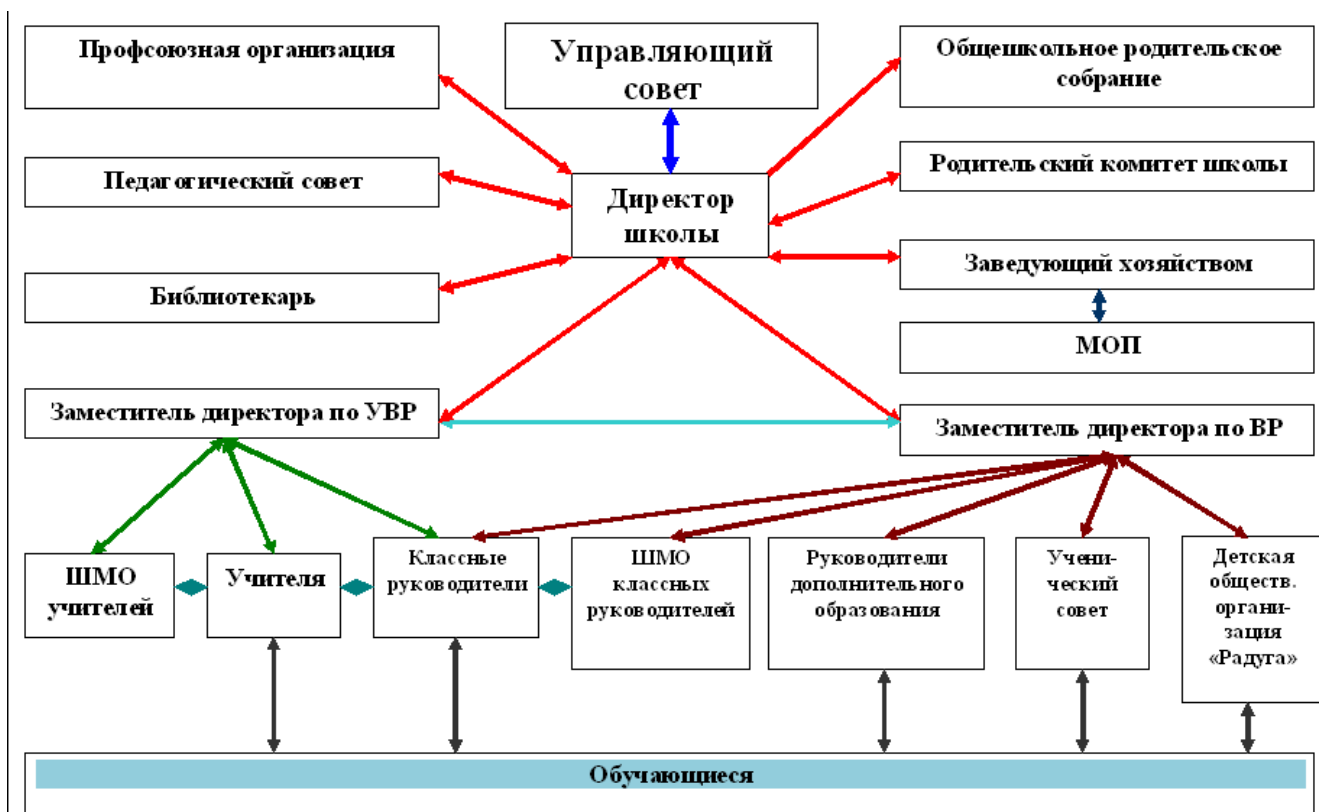 Профсоюзная организация
Управляющий
совет
Общешкольное родительское
собрание
Педагогический совет
Директор
школы
Родительский комитет школы
Библиотекарь
Заведующий хозяйством
МОП
Заместитель директора по УВР
Заместитель директора по ВР
ШМО
учителей
Учителя
Классные
руководители
ШМО
классных
руководителей
Руководители
дополнительного
образования
Учени-
ческий
совет
Детская
обществ.
органи-
зация
«Радуга»
Обучающиеся